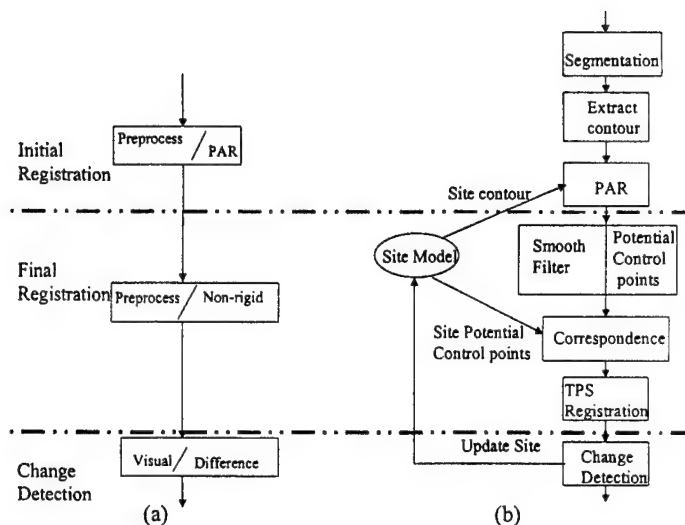 Segmentation
Extract
contour
Preprocess / PAR
Initial
Registration
PAR
Site contour
Site Model
Smooth
Filter
Potential
Control
points
Final
Registration
Preprocess / Non-rigid
Site Potential
Control points
Correspondence
TPS
Registration
Update Site
Visual / Difference
Change
Detection
Change
Detection
(a)
(b)